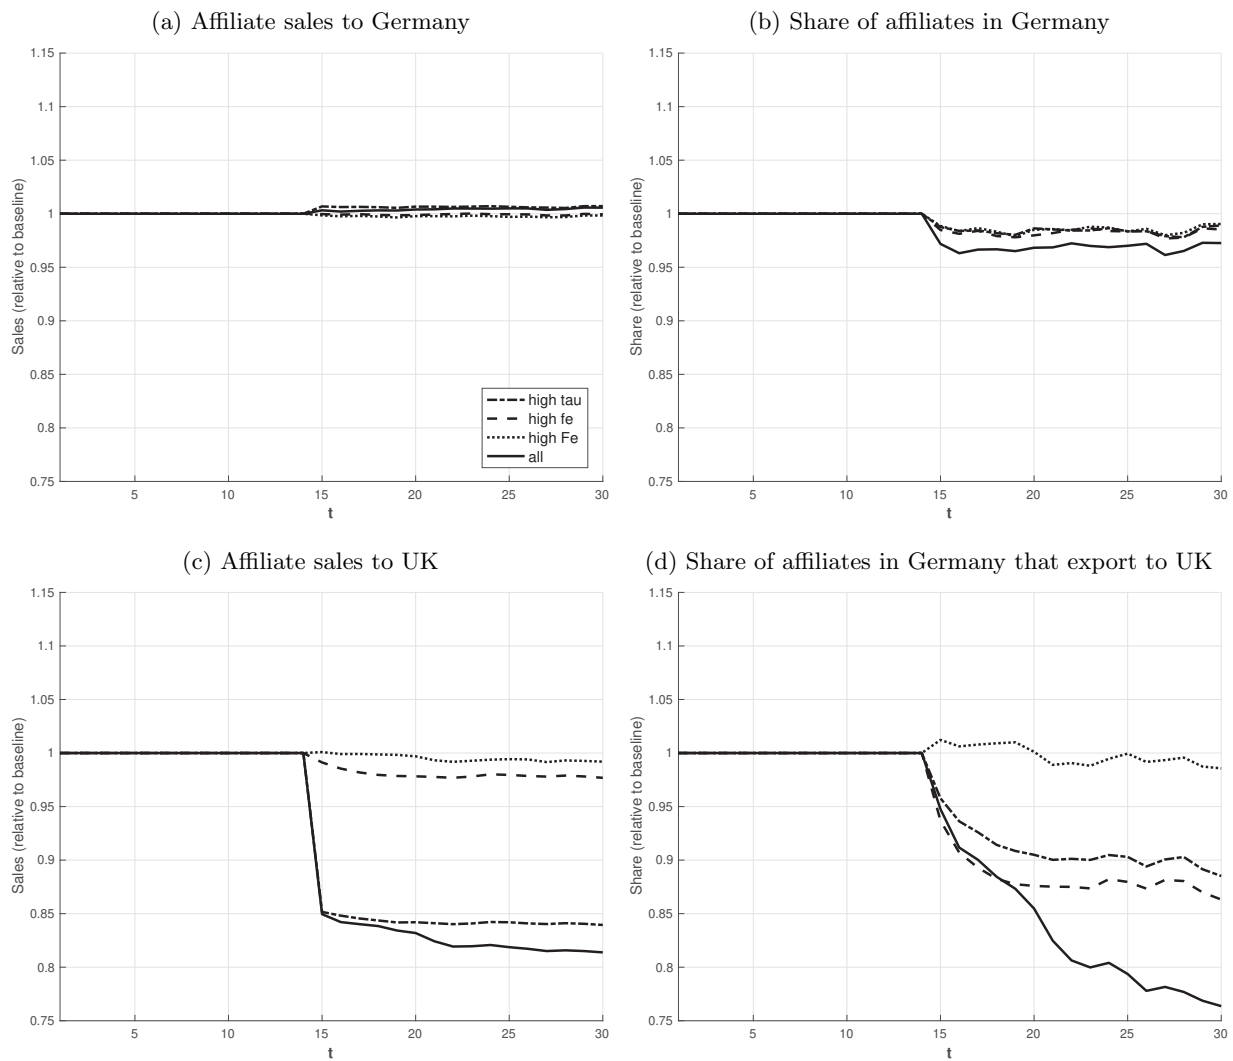 (a) Affiliate sales to Germany
1.15
1.1
1.05
1
0.95
0.9
0.85
0.8
0.75
Sales (relative to baseline)
5 10 15 20 25 30
t
high tau
high fe
high Fe
all
(b) Share of affiliates in Germany
1.15
1.1
1.05
1
0.95
0.9
0.85
0.8
0.75
Share (relative to baseline)
5 10 15 20 25 30
t
(c) Affiliate sales to UK
1.15
1.1
1.05
1
0.95
0.9
0.85
0.8
0.75
Sales (relative to baseline)
5 10 15 20 25 30
t
(d) Share of affiliates in Germany that export to UK
1.15
1.1
1.05
1
0.95
0.9
0.85
0.8
0.75
Share (relative to baseline)
5 10 15 20 25 30
t